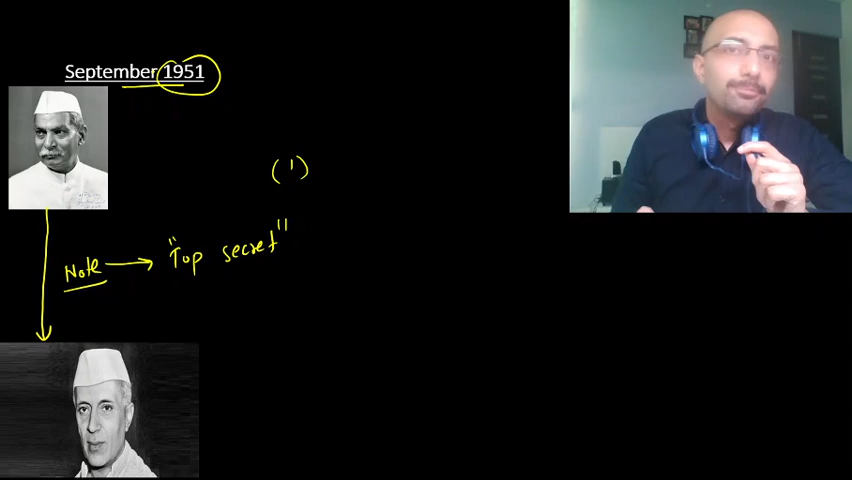 September 1951
(1)
Note → "Top secret"